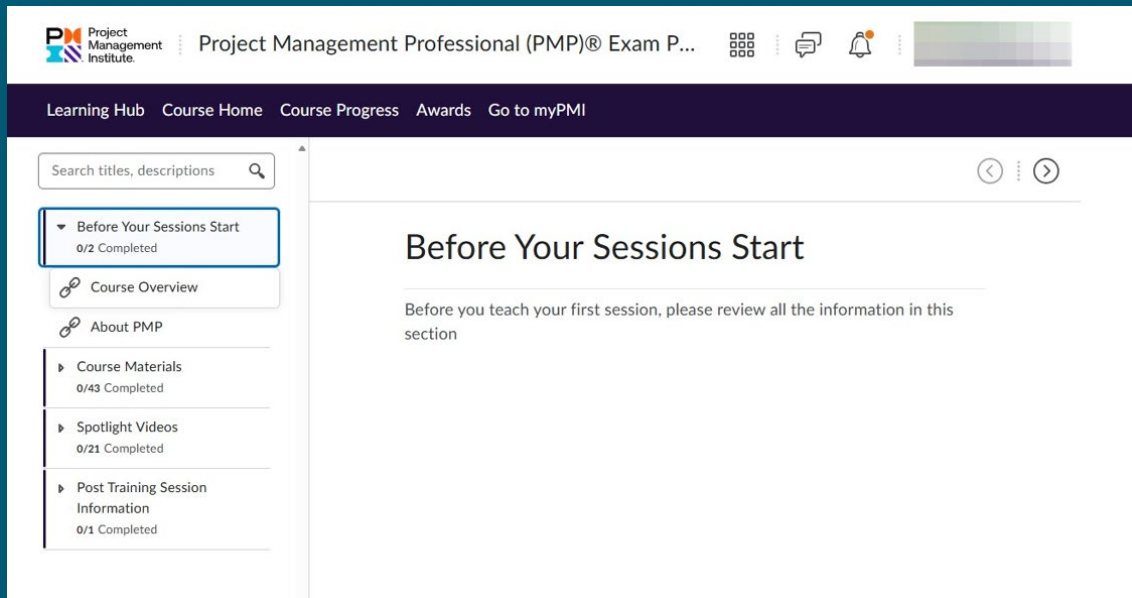 Project
Management
Institute.
Project Management Professional (PMP)® Exam P...
Learning Hub Course Home Course Progress Awards Go to myPMI
Search titles, descriptions
Before Your Sessions Start
0/2 Completed
Course Overview
About PMP
Course Materials
0/43 Completed
Spotlight Videos
0/21 Completed
Post Training Session
Information
0/1 Completed
Before Your Sessions Start
Before you teach your first session, please review all the information in this
section